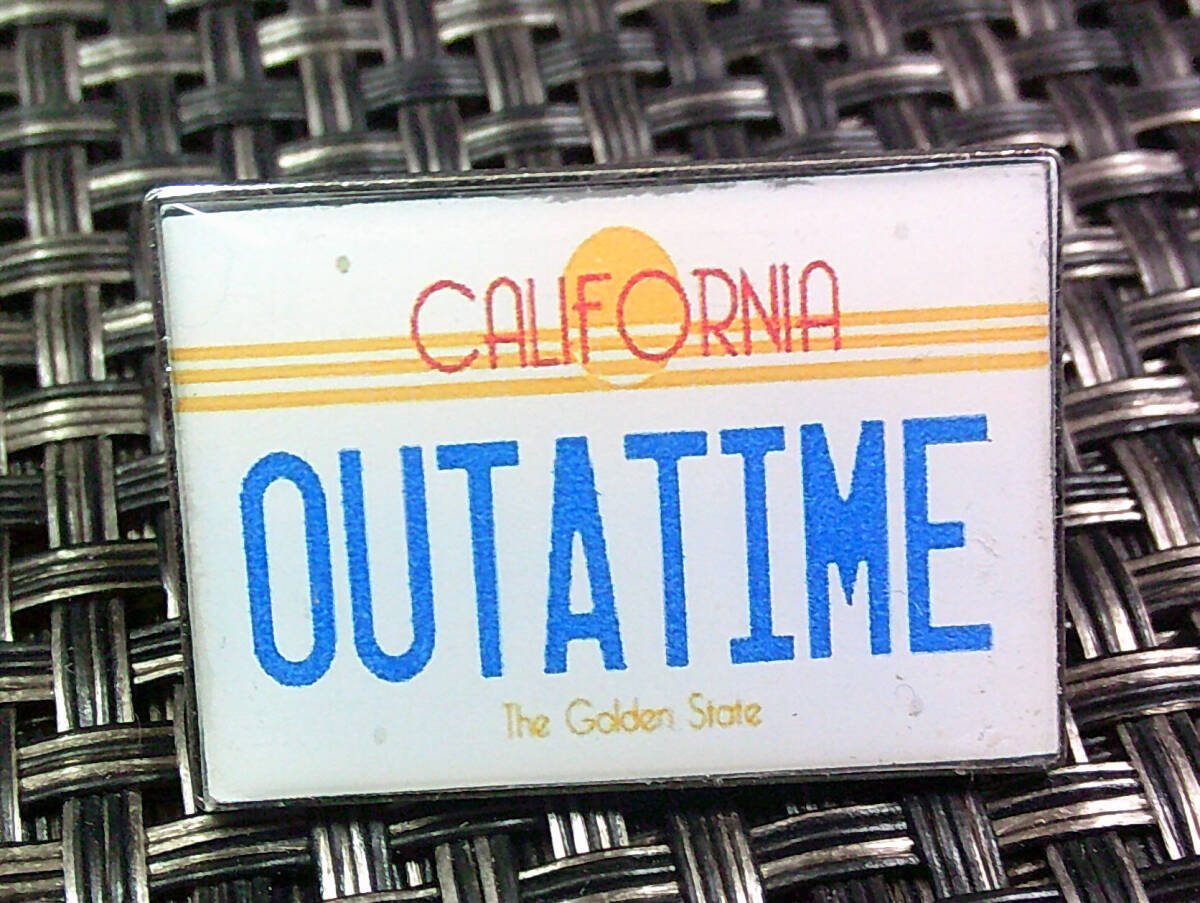 CALIFORNIA
OUTATIME
The Golden State